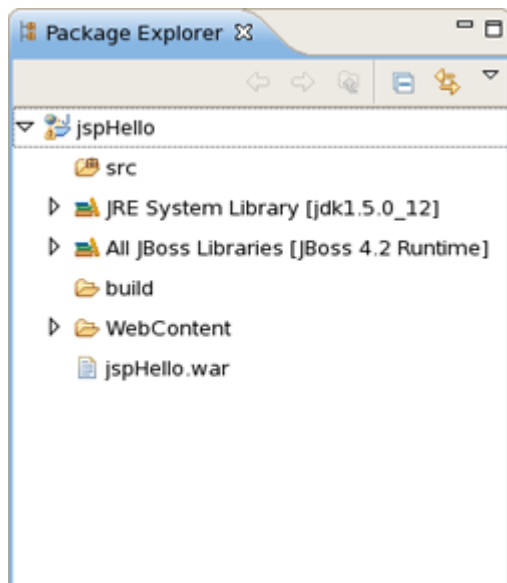 Package Explorer
jspHello
src
JRE System Library [jdk1.5.0_12]
All JBoss Libraries [JBoss 4.2 Runtime]
build
WebContent
jspHello.war